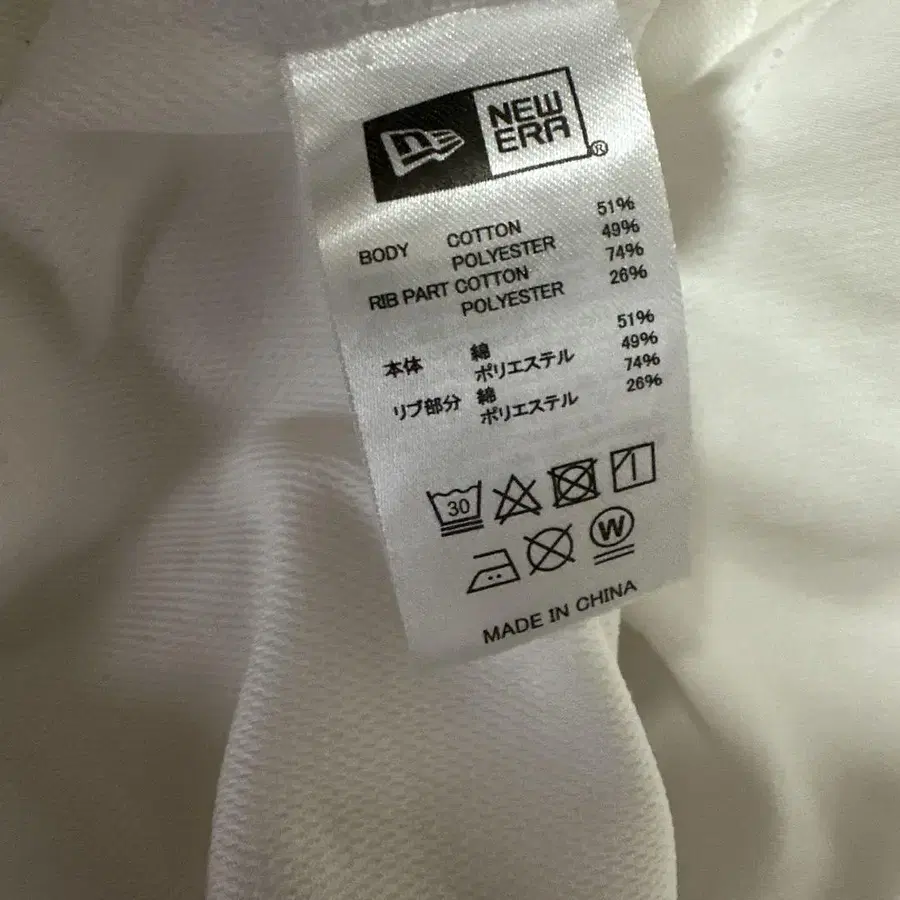 NEW ERA®
BODY COTTON 51%
POLYESTER 49%
RIB PART COTTON 74%
POLYESTER 26%
本体 綿 51%
ポリエステル 49%
リブ部分 綿 74%
ポリエステル 26%
30
W
MADE IN CHINA